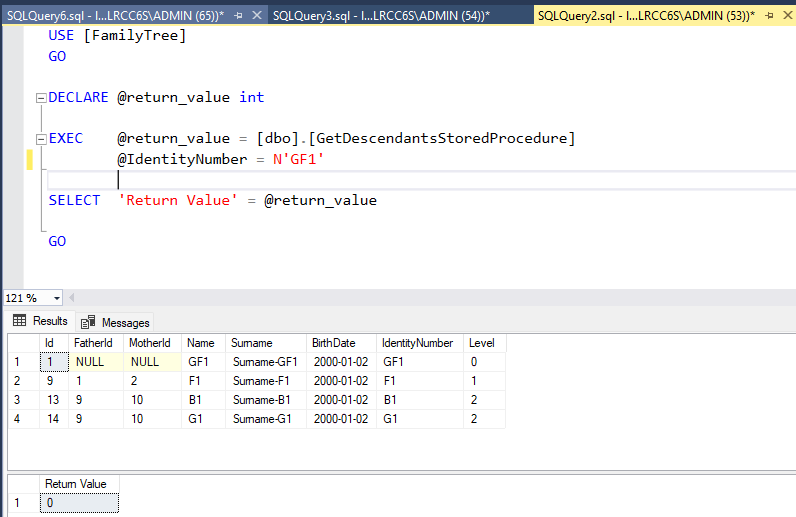 SQLQuery6.sql - I...LRCC6S\ADMIN (65))* SQLQuery3.sql - I...LRCC6S\ADMIN (54))* SQLQuery2.sql - I...LRCC6S\ADMIN (53))*
USE [FamilyTree]
GO
DECLARE @return_value int
EXEC @return_value = [dbo].[GetDescendantsStoredProcedure]
@IdentityNumber = N'GF1'
SELECT 'Return Value' = @return_value
GO
121 %
Results Messages
Id FatherId MotherId Name Surname BirthDate IdentityNumber Level
1 1 NULL NULL GF1 Surname-GF1 2000-01-02 GF1 0
2 9 1 2 F1 Surname-F1 2000-01-02 F1 1
3 13 9 10 B1 Surname-B1 2000-01-02 B1 2
4 14 9 10 G1 Surname-G1 2000-01-02 G1 2
Return Value
1 0